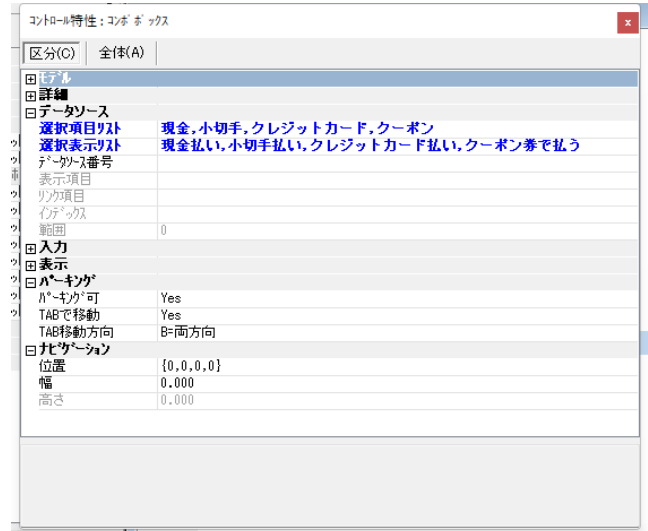 ｺﾝﾄﾛｰﾙ特性 : ｺﾝﾎﾞﾎﾞｯｸｽ
x
区分(C) 全体(A)
ﾓﾃﾞﾙ
詳細
データソース
選択項目ﾘｽﾄ 現金,小切手,クレジットカード,クーポン
選択表示ﾘｽﾄ 現金払い,小切手払い,クレジットカード払い,クーポン券で払う
ﾃﾞｰﾀｿｰｽ番号
表示項目
ﾘﾝｸ項目
ｲﾝﾃﾞｯｸｽ
範囲 0
入力
表示
ﾊﾟｰｷﾝｸﾞ
ﾊﾟｰｷﾝｸﾞ可 Yes
TABで移動 Yes
TAB移動方向 B=両方向
ﾅﾋﾞｹﾞｰｼｮﾝ
位置 {0,0,0,0}
幅 0.000
高さ 0.000